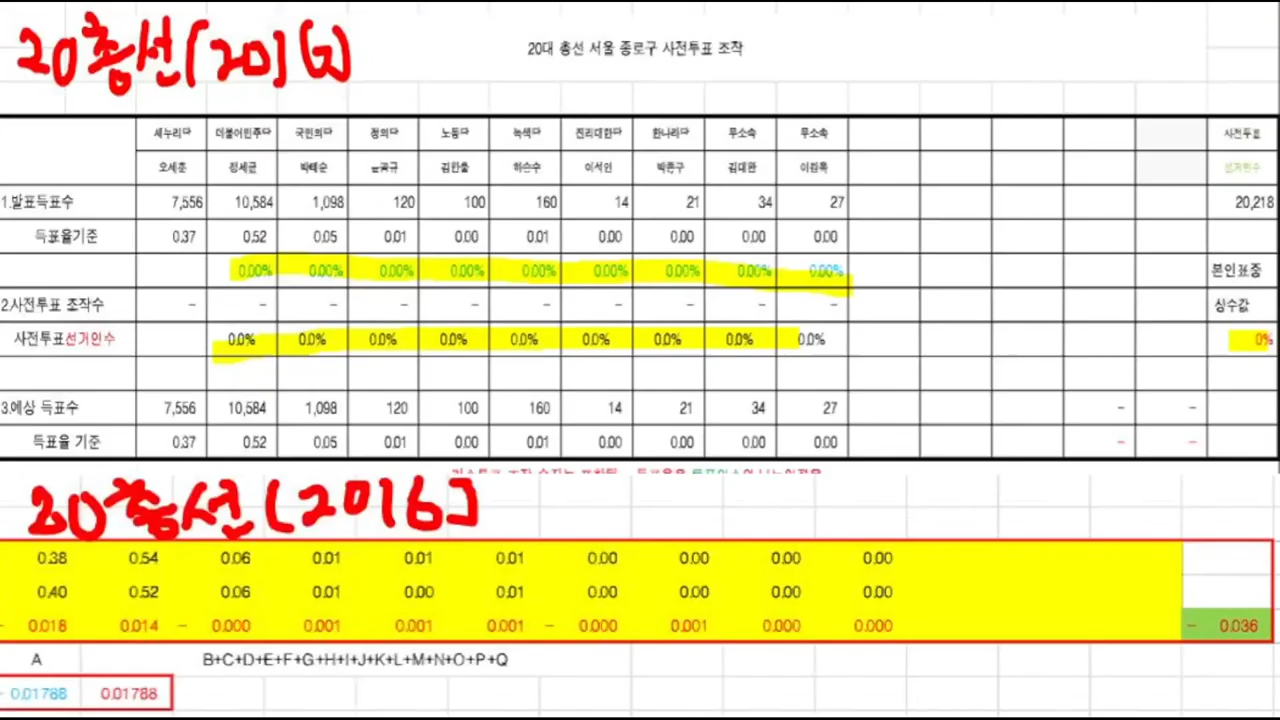 20총선(2016)
20대 총선 서울 종로구 사전투표 조작
새누리다 더불어민주다 국민의다 정의다 노동다 녹색다 진리대한다 한나라다 무소속 무소속 사전투표
오세훈 정세균 박태순 윤공규 김한울 하승수 이석인 박종구 김대한 이원옥 선거인수
1.발표득표수 7,556 10,584 1,098 120 100 160 14 21 34 27 20,218
득표율기준 0.37 0.52 0.05 0.01 0.00 0.01 0.00 0.00 0.00 0.00
0.00% 0.00% 0.00% 0.00% 0.00% 0.00% 0.00% 0.00% 0.00% 본인표중
2.사전투표 조작수 – – – – – – – – – – 상수값
사전투표선거인수 0.0% 0.0% 0.0% 0.0% 0.0% 0.0% 0.0% 0.0% 0.0% 0%
3.예상 득표수 7,556 10,584 1,098 120 100 160 14 21 34 27 – –
득표율 기준 0.37 0.52 0.05 0.01 0.00 0.01 0.00 0.00 0.00 0.00 – –
20총선(2016]
0.38 0.54 0.06 0.01 0.01 0.01 0.00 0.00 0.00 0.00
0.40 0.52 0.06 0.01 0.00 0.01 0.00 0.00 0.00 0.00
– 0.018 0.014 – 0.000 0.001 0.001 0.001 – 0.000 0.001 0.000 0.000 – 0.036
A B+C+D+E+F+G+H+I+J+K+L+M+N+O+P+Q
- 0.01788 0.01788